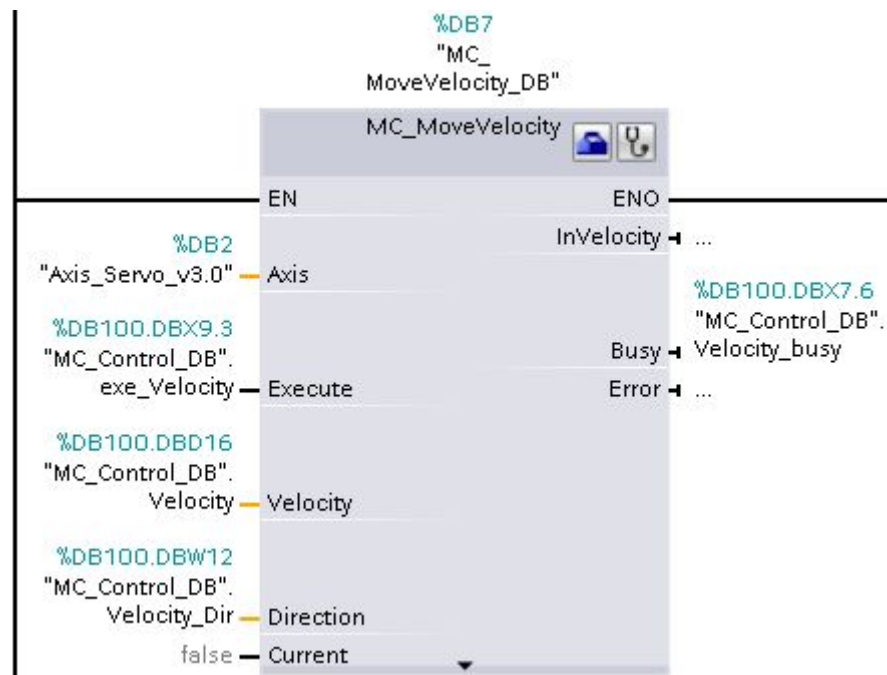 %DB7
"MC_
MoveVelocity_DB"
MC_MoveVelocity
EN
ENO
InVelocity
...
%DB2
"Axis_Servo_v3.0"
Axis
%DB100.DBX7.6
"MC_Control_DB".
Velocity_busy
Busy
%DB100.DBX9.3
"MC_Control_DB".
exe_Velocity
Execute
Error
...
%DB100.DBD16
"MC_Control_DB".
Velocity
Velocity
%DB100.DBW12
"MC_Control_DB".
Velocity_Dir
Direction
false
Current